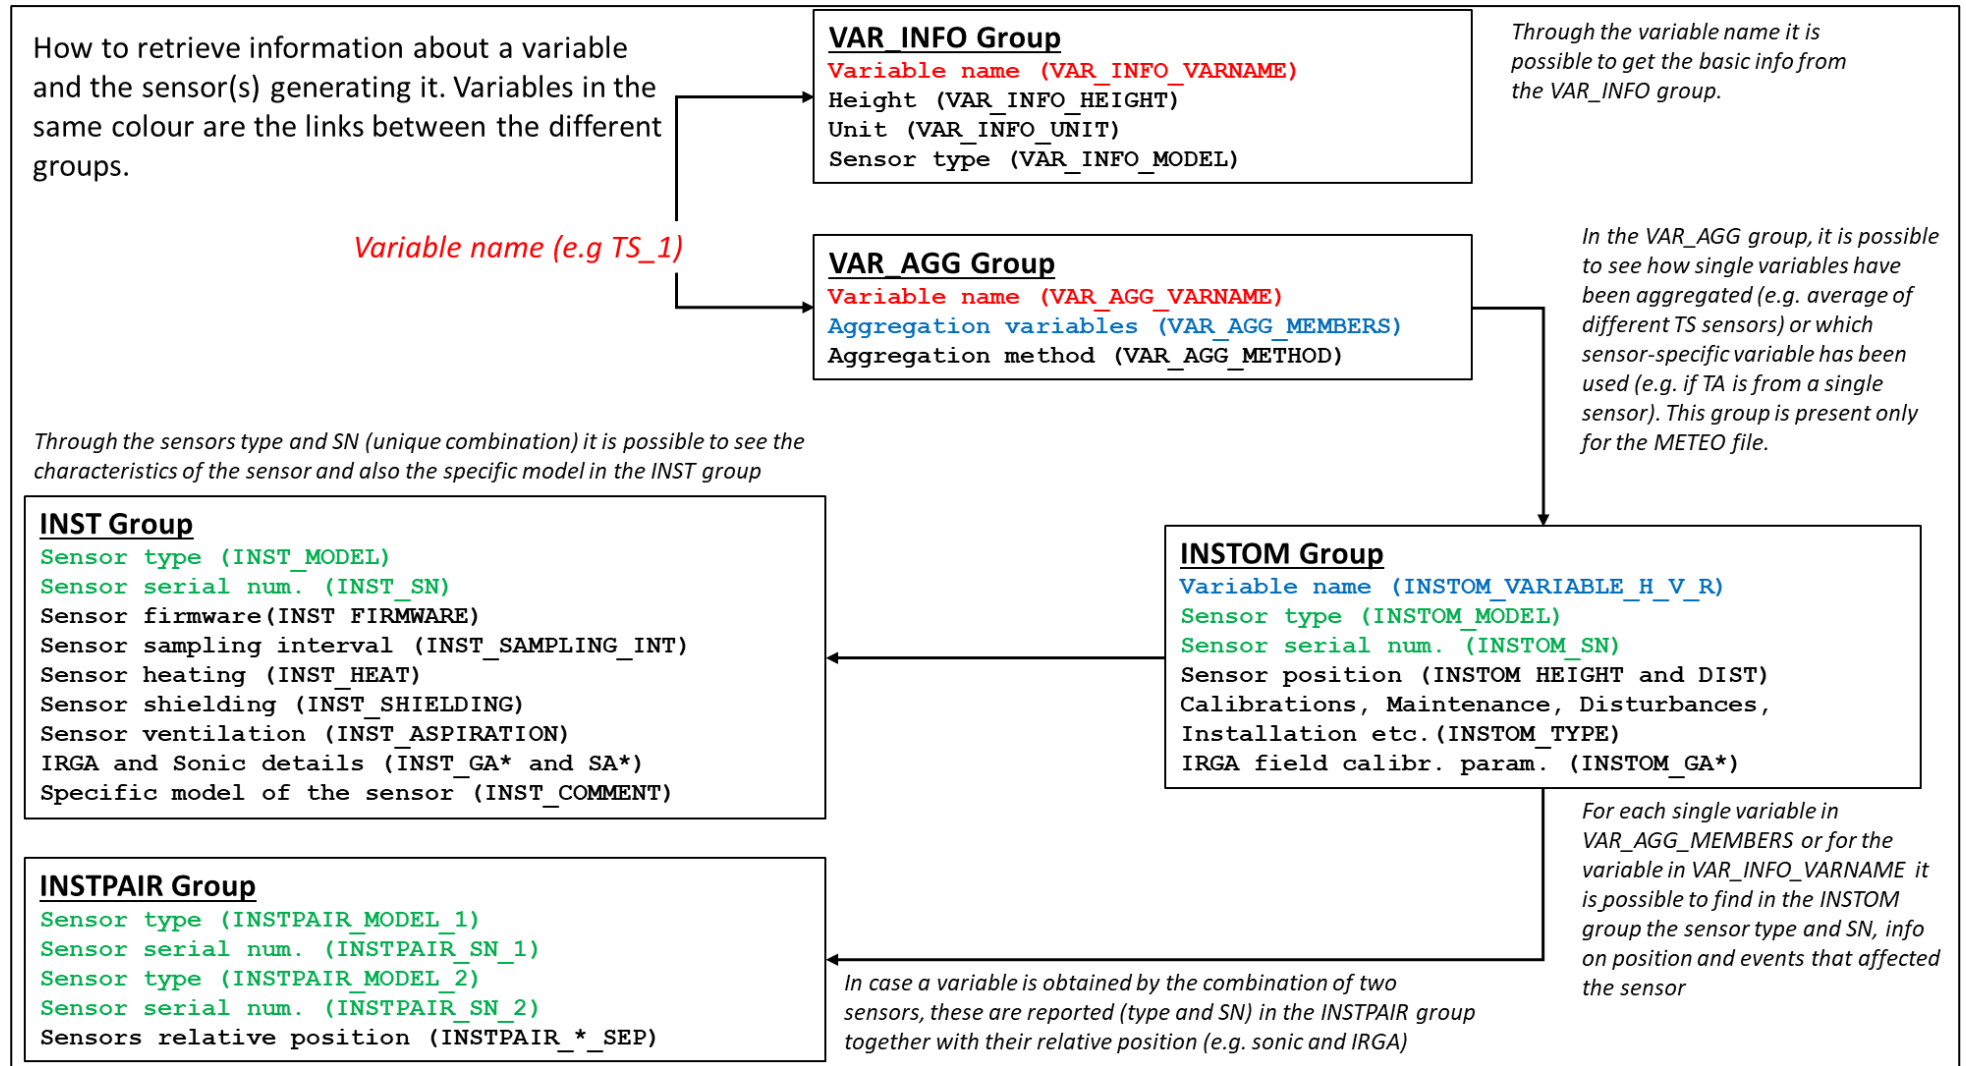 How to retrieve information about a variable
and the sensor(s) generating it. Variables in the
same colour are the links between the different
groups.
VAR_INFO Group
Variable name (VAR_INFO_VARNAME)
Height (VAR_INFO_HEIGHT)
Unit (VAR_INFO_UNIT)
Sensor type (VAR_INFO_MODEL)
Through the variable name it is
possible to get the basic info from
the VAR_INFO group.
Variable name (e.g TS_1)
VAR_AGG Group
Variable name (VAR_AGG_VARNAME)
Aggregation variables (VAR_AGG_MEMBERS)
Aggregation method (VAR_AGG_METHOD)
In the VAR_AGG group, it is possible
to see how single variables have
been aggregated (e.g. average of
different TS sensors) or which
sensor-specific variable has been
used (e.g. if TA is from a single
sensor). This group is present only
for the METEO file.
Through the sensors type and SN (unique combination) it is possible to see the
characteristics of the sensor and also the specific model in the INST group
INST Group
Sensor type (INST_MODEL)
Sensor serial num. (INST_SN)
Sensor firmware(INST FIRMWARE)
Sensor sampling interval (INST_SAMPLING_INT)
Sensor heating (INST_HEAT)
Sensor shielding (INST_SHIELDING)
Sensor ventilation (INST_ASPIRATION)
IRGA and Sonic details (INST_GA* and SA*)
Specific model of the sensor (INST_COMMENT)
INSTOM Group
Variable name (INSTOM_VARIABLE_H_V_R)
Sensor type (INSTOM_MODEL)
Sensor serial num. (INSTOM_SN)
Sensor position (INSTOM HEIGHT and DIST)
Calibrations, Maintenance, Disturbances,
Installation etc.(INSTOM_TYPE)
IRGA field calibr. param. (INSTOM_GA*)
For each single variable in
VAR_AGG_MEMBERS or for the
variable in VAR_INFO_VARNAME it
is possible to find in the INSTOM
group the sensor type and SN, info
on position and events that affected
the sensor
INSTPAIR Group
Sensor type (INSTPAIR_MODEL_1)
Sensor serial num. (INSTPAIR_SN_1)
Sensor type (INSTPAIR_MODEL_2)
Sensor serial num. (INSTPAIR_SN_2)
Sensors relative position (INSTPAIR_*_SEP)
In case a variable is obtained by the combination of two
sensors, these are reported (type and SN) in the INSTPAIR group
together with their relative position (e.g. sonic and IRGA)